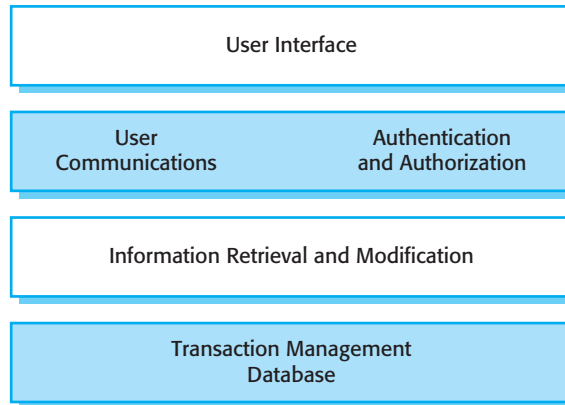 User Interface
User Communications
Authentication and Authorization
Information Retrieval and Modification
Transaction Management
Database